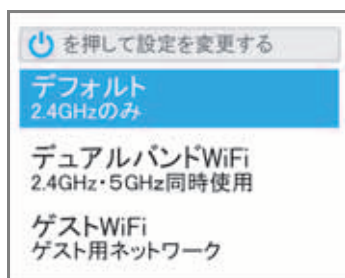 を押して設定を変更する
デフォルト
2.4GHzのみ
デュアルバンドWiFi
2.4GHz・5GHz同時使用
ゲストWiFi
ゲスト用ネットワーク